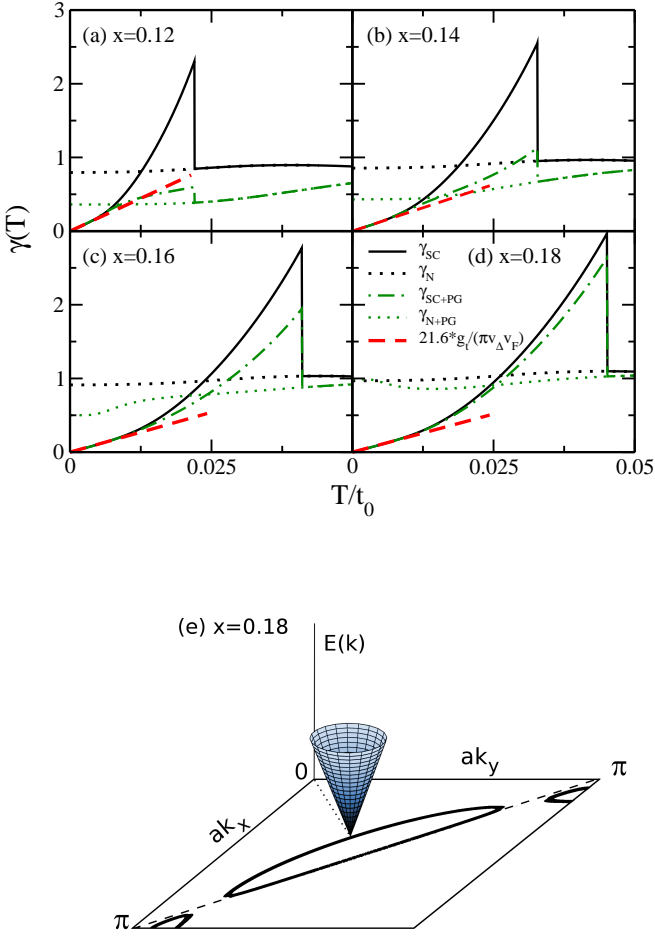 3
(a) x=0.12
(b) x=0.14
2
1
0
γ(T)
(c) x=0.16
(d) x=0.18
γSC
γN
γSC+PG
γN+PG
21.6*gt/(πvΔvF)
2
1
0
0
0.025
0
0.025
0.05
T/t0
(e) x=0.18
E(k)
0
aky
π
akx
π